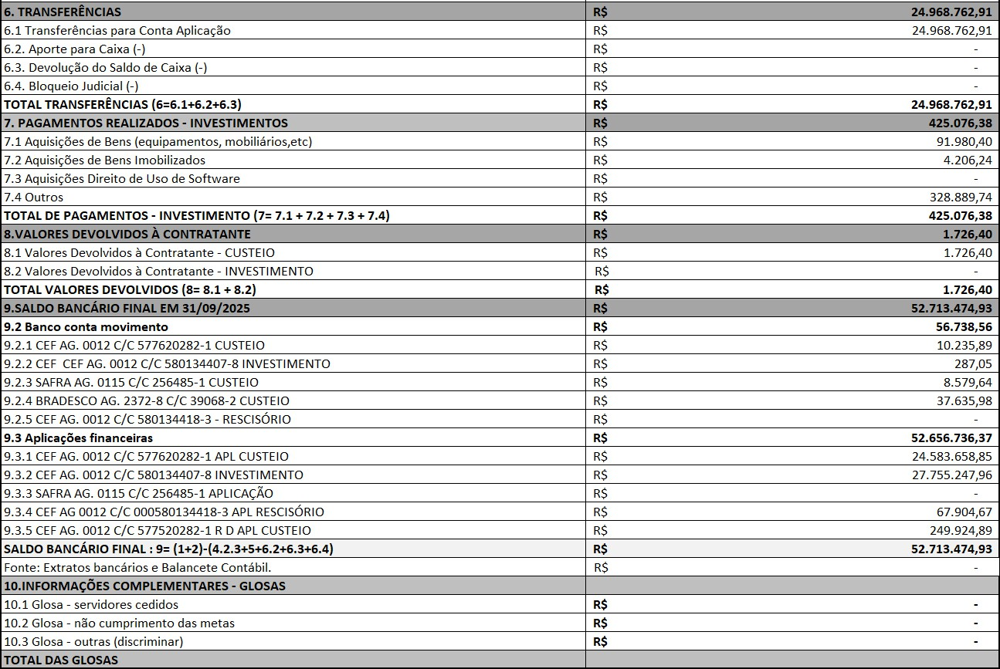 6. TRANSFERÊNCIAS R$ 24.968.762,91
6.1 Transferências para Conta Aplicação R$ 24.968.762,91
6.2. Aporte para Caixa (-) R$ -
6.3. Devolução do Saldo de Caixa (-) R$ -
6.4. Bloqueio Judicial (-) R$ -
TOTAL TRANSFERÊNCIAS (6=6.1+6.2+6.3) R$ 24.968.762,91
7. PAGAMENTOS REALIZADOS - INVESTIMENTOS R$ 425.076,38
7.1 Aquisições de Bens (equipamentos, mobiliários,etc) R$ 91.980,40
7.2 Aquisições de Bens Imobilizados R$ 4.206,24
7.3 Aquisições Direito de Uso de Software R$ -
7.4 Outros R$ 328.889,74
TOTAL DE PAGAMENTOS - INVESTIMENTO (7= 7.1 + 7.2 + 7.3 + 7.4) R$ 425.076,38
8.VALORES DEVOLVIDOS À CONTRATANTE R$ 1.726,40
8.1 Valores Devolvidos à Contratante - CUSTEIO R$ 1.726,40
8.2 Valores Devolvidos à Contratante - INVESTIMENTO R$ -
TOTAL VALORES DEVOLVIDOS (8= 8.1 + 8.2) R$ 1.726,40
9.SALDO BANCÁRIO FINAL EM 31/09/2025 R$ 52.713.474,93
9.2 Banco conta movimento R$ 56.738,56
9.2.1 CEF AG. 0012 C/C 577620282-1 CUSTEIO R$ 10.235,89
9.2.2 CEF  CEF AG. 0012 C/C 580134407-8 INVESTIMENTO R$ 287,05
9.2.3 SAFRA AG. 0115 C/C 256485-1 CUSTEIO R$ 8.579,64
9.2.4 BRADESCO AG. 2372-8 C/C 39068-2 CUSTEIO R$ 37.635,98
9.2.5 CEF AG. 0012 C/C 580134418-3 - RESCISÓRIO R$ -
9.3 Aplicações financeiras R$ 52.656.736,37
9.3.1 CEF AG. 0012 C/C 577620282-1 APL CUSTEIO R$ 24.583.658,85
9.3.2 CEF AG. 0012 C/C 580134407-8 INVESTIMENTO R$ 27.755.247,96
9.3.3 SAFRA AG. 0115 C/C 256485-1 APLICAÇÃO R$ -
9.3.4 CEF AG 0012 C/C 000580134418-3 APL RESCISÓRIO R$ 67.904,67
9.3.5 CEF AG. 0012 C/C 577520282-1 R D APL CUSTEIO R$ 249.924,89
SALDO BANCÁRIO FINAL : 9= (1+2)-(4.2.3+5+6.2+6.3+6.4) R$ 52.713.474,93
Fonte: Extratos bancários e Balancete Contábil. R$ -
10.INFORMAÇÕES COMPLEMENTARES - GLOSAS
10.1 Glosa - servidores cedidos R$ -
10.2 Glosa - não cumprimento das metas R$ -
10.3 Glosa - outras (discriminar) R$ -
TOTAL DAS GLOSAS